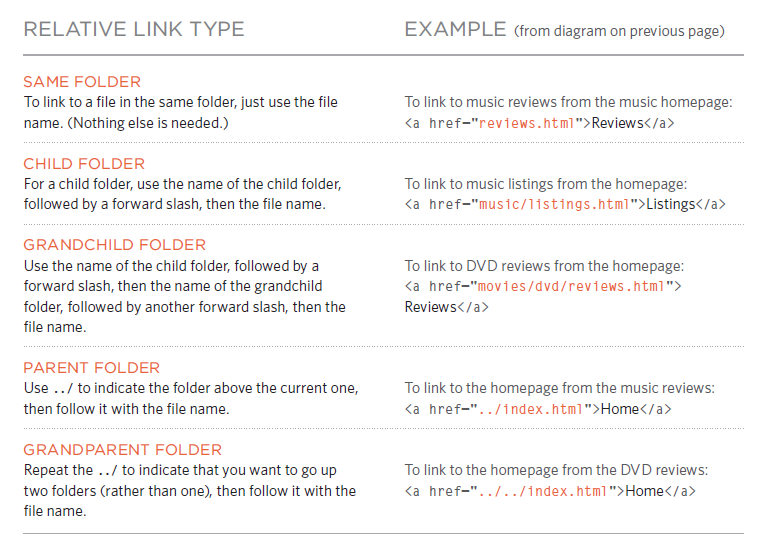 RELATIVE LINK TYPE
EXAMPLE (from diagram on previous page)
SAME FOLDER
To link to a file in the same folder, just use the file
name. (Nothing else is needed.)
To link to music reviews from the music homepage:
<a href="reviews.html">Reviews</a>
CHILD FOLDER
For a child folder, use the name of the child folder,
followed by a forward slash, then the file name.
To link to music listings from the homepage:
<a href="music/listings.html">Listings</a>
GRANDCHILD FOLDER
Use the name of the child folder, followed by a
forward slash, then the name of the grandchild
folder, followed by another forward slash, then the
file name.
To link to DVD reviews from the homepage:
<a href="movies/dvd/reviews.html">
Reviews</a>
PARENT FOLDER
Use ../ to indicate the folder above the current one,
then follow it with the file name.
To link to the homepage from the music reviews:
<a href="../index.html">Home</a>
GRANDPARENT FOLDER
Repeat the ../ to indicate that you want to go up
two folders (rather than one), then follow it with the
file name.
To link to the homepage from the DVD reviews:
<a href="../../index.html">Home</a>